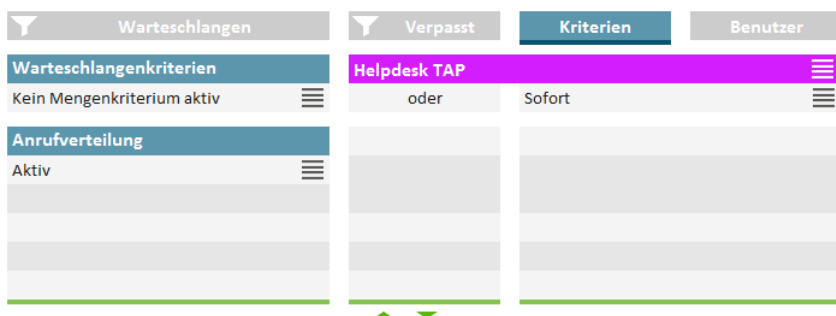 Warteschlangen Verpasst Kriterien Benutzer
Warteschlangenkriterien Helpdesk TAP
Kein Mengenkriterium aktiv oder Sofort
Anrufverteilung
Aktiv